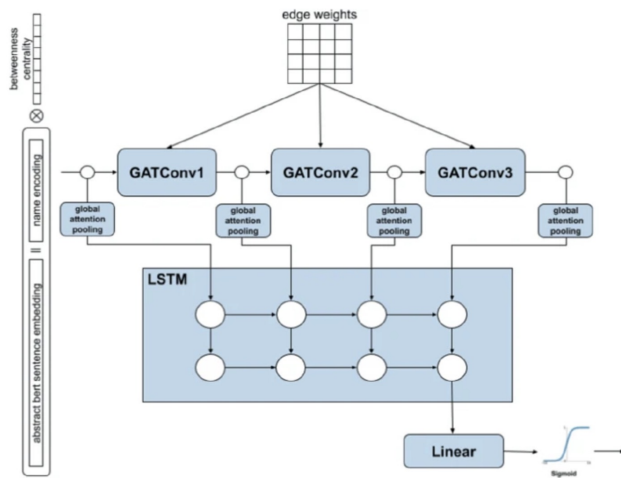 edge weights
betweenness
centrality
name encoding
=
abstract bert sentence embedding
GATConv1
GATConv2
GATConv3
global
attention
pooling
global
attention
pooling
global
attention
pooling
global
attention
pooling
LSTM
Linear
Sigmoid